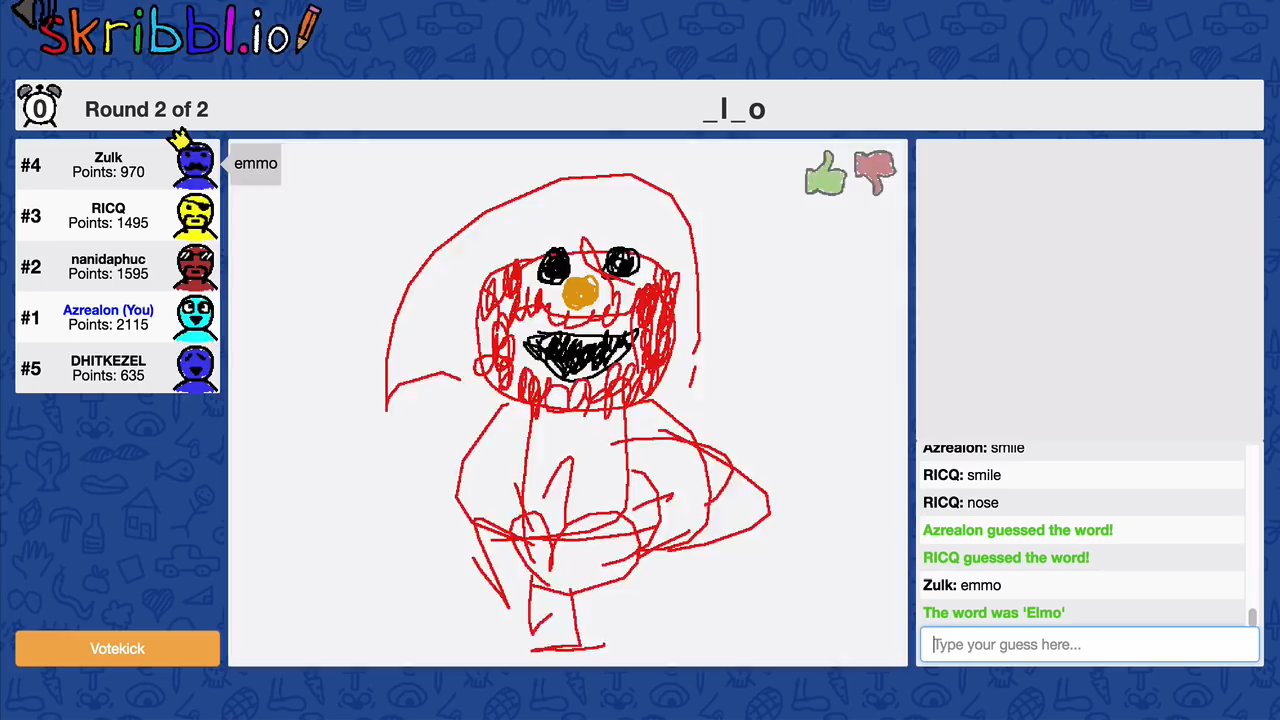 skribbl.io
0
Round 2 of 2
_l_o
#4
Zulk
Points: 970
emmo
#3
RICQ
Points: 1495
#2
nanidaphuc
Points: 1595
#1
Azrealon (You)
Points: 2115
#5
DHITKEZEL
Points: 635
Votekick
Azrealon: smile
RICQ: smile
RICQ: nose
Azrealon guessed the word!
RICQ guessed the word!
Zulk: emmo
The word was 'Elmo'
Type your guess here...